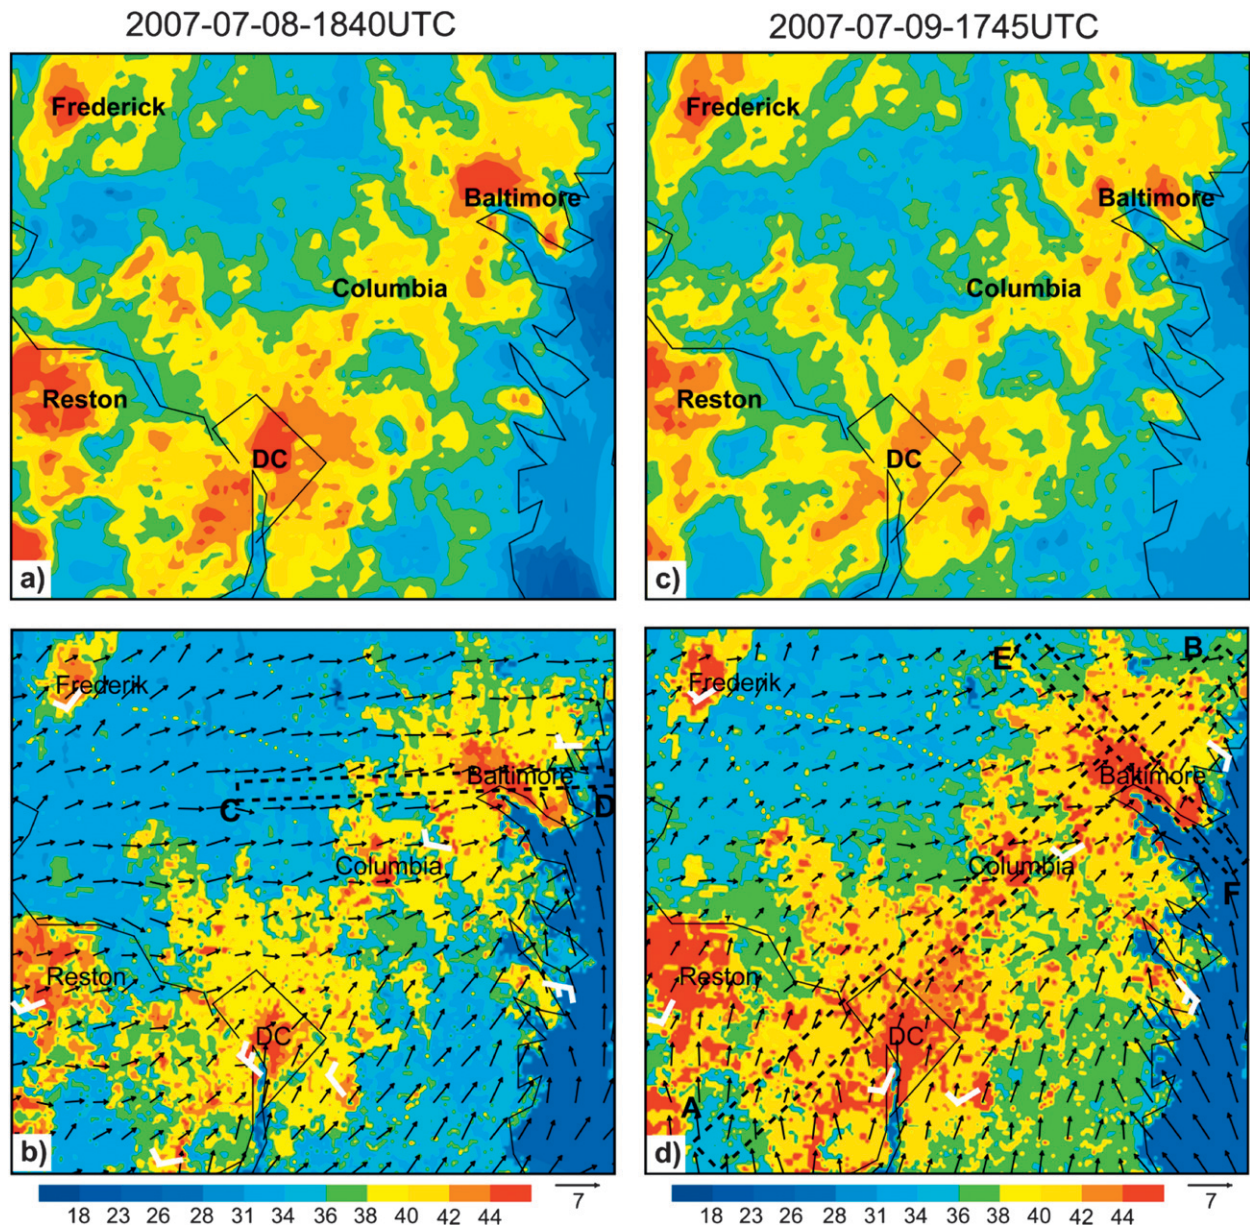 2007-07-08-1840UTC
2007-07-09-1745UTC
Frederick
Baltimore
Columbia
Reston
DC
a)
Frederick
Baltimore
Columbia
Reston
DC
c)
Frederik
Baltimore
C
D
Columbia
Reston
DC
b)
E
B
Frederik
Baltimore
Columbia
F
Reston
DC
A
d)
18 23 26 28 31 34 36 38 40 42 44
7
18 23 26 28 31 34 36 38 40 42 44
7